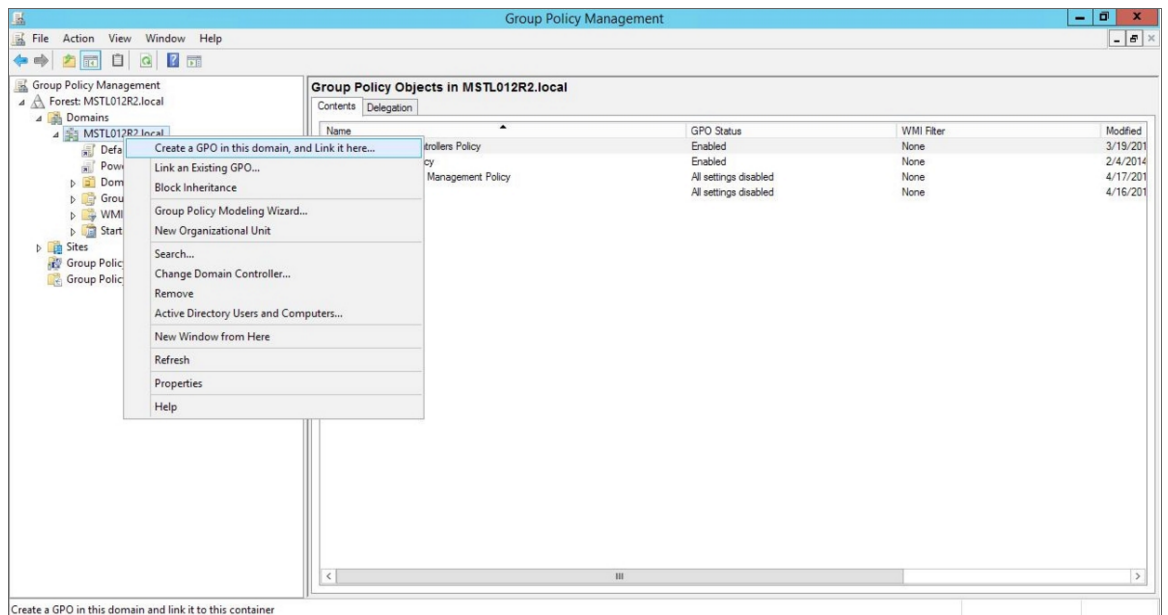 Group Policy Management
File Action View Window Help
Group Policy Management
Forest: MSTL012R2.local
Domains
MSTL012R2.local
Defa
Powe
Dom
Grou
WMI
Start
Sites
Group Polic
Group Polic
Create a GPO in this domain, and Link it here...
Link an Existing GPO...
Block Inheritance
Group Policy Modeling Wizard...
New Organizational Unit
Search...
Change Domain Controller...
Remove
Active Directory Users and Computers...
New Window from Here
Refresh
Properties
Help
Group Policy Objects in MSTL012R2.local
Contents Delegation
Name GPO Status WMI Filter Modified
trollers Policy Enabled None 3/19/201
cy Enabled None 2/4/2014
Management Policy All settings disabled None 4/17/201
All settings disabled None 4/16/201
Create a GPO in this domain and link it to this container